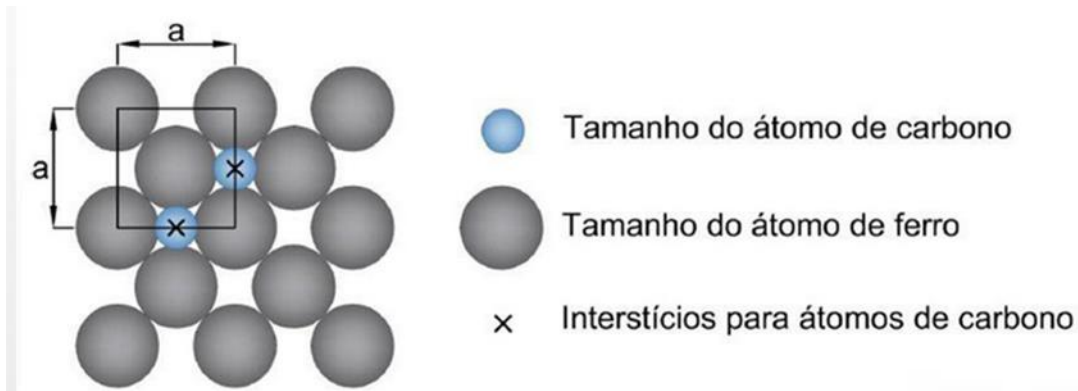 a
a
Tamanho do átomo de carbono
Tamanho do átomo de ferro
Interstícios para átomos de carbono